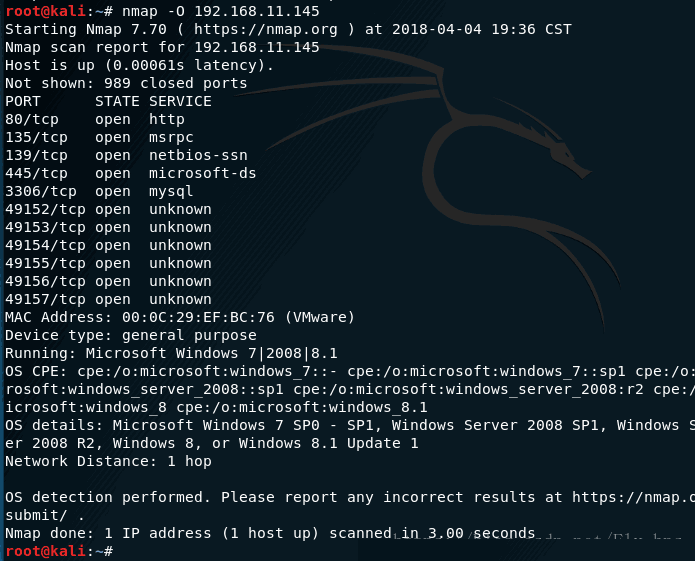 root@kali:~# nmap -O 192.168.11.145
Starting Nmap 7.70 ( https://nmap.org ) at 2018-04-04 19:36 CST
Nmap scan report for 192.168.11.145
Host is up (0.00061s latency).
Not shown: 989 closed ports
PORT      STATE SERVICE
80/tcp    open  http
135/tcp   open  msrpc
139/tcp   open  netbios-ssn
445/tcp   open  microsoft-ds
3306/tcp  open  mysql
49152/tcp open  unknown
49153/tcp open  unknown
49154/tcp open  unknown
49155/tcp open  unknown
49156/tcp open  unknown
49157/tcp open  unknown
MAC Address: 00:0C:29:EF:BC:76 (VMware)
Device type: general purpose
Running: Microsoft Windows 7|2008|8.1
OS CPE: cpe:/o:microsoft:windows_7::- cpe:/o:microsoft:windows_7::sp1 cpe:/o:
rosoft:windows_server_2008::sp1 cpe:/o:microsoft:windows_server_2008:r2 cpe:/
icrosoft:windows_8 cpe:/o:microsoft:windows_8.1
OS details: Microsoft Windows 7 SP0 - SP1, Windows Server 2008 SP1, Windows S
er 2008 R2, Windows 8, or Windows 8.1 Update 1
Network Distance: 1 hop
OS detection performed. Please report any incorrect results at https://nmap.o
submit/ .
Nmap done: 1 IP address (1 host up) scanned in 3.00 seconds
root@kali:~#